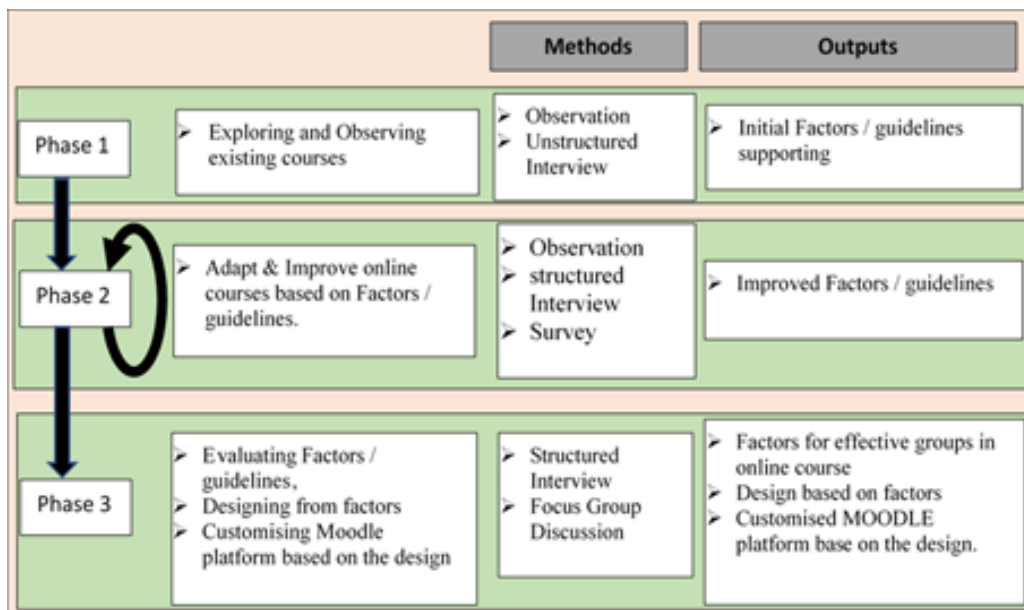 Methods
Outputs
Phase 1
➢ Exploring and Observing
existing courses
➢ Observation
➢ Unstructured
Interview
➢ Initial Factors / guidelines
supporting
Phase 2
➢ Adapt & Improve online
courses based on Factors /
guidelines.
➢ Observation
➢ structured
Interview
➢ Survey
➢ Improved Factors / guidelines
Phase 3
➢ Evaluating Factors /
guidelines,
➢ Designing from factors
➢ Customising Moodle
platform based on the design
➢ Structured
Interview
➢ Focus Group
Discussion
➢ Factors for effective groups in
online course
➢ Design based on factors
➢ Customised MOODLE
platform base on the design.